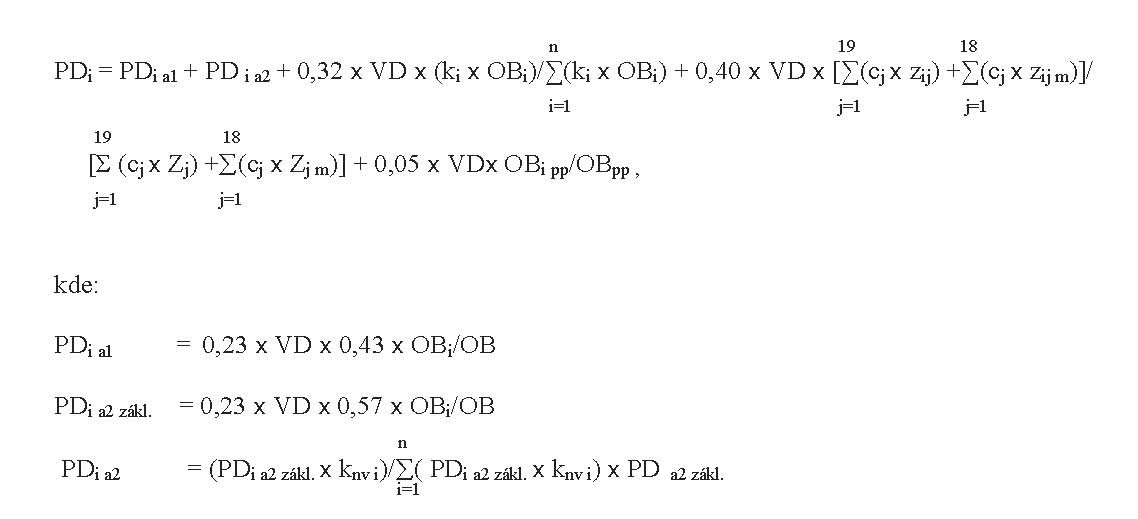 n 19 18
PDi = PDi a1 + PD i a2 + 0,32 x VD x (ki x OBi)/∑(ki x OBi) + 0,40 x VD x [∑(cj x zij) +∑(cj x zij m)]/
i=1 j=1 j=1
19 18
[Σ (cj x Zj) +∑(cj x Zj m)] + 0,05 x VDx OBi pp/OBpp ,
j=1 j=1
kde:
PDi a1 = 0,23 x VD x 0,43 x OBi/OB
PDi a2 zákl. = 0,23 x VD x 0,57 x OBi/OB
n
PDi a2 = (PDi a2 zákl. x knv i)/∑( PDi a2 zákl. x knv i) x PD a2 zákl.
i=1